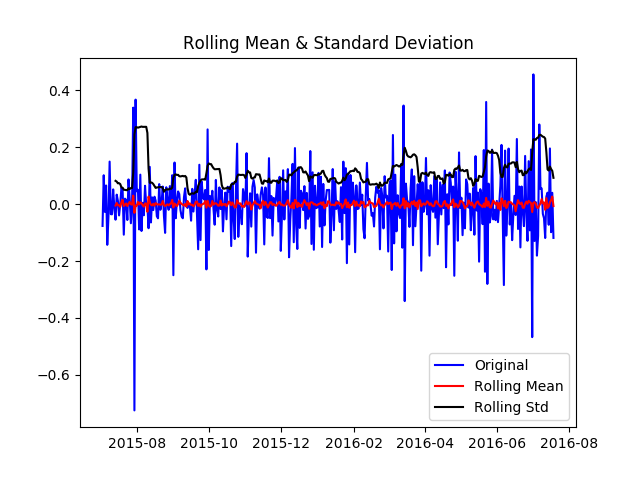 Rolling Mean & Standard Deviation
0.4
0.2
0.0
−0.2
−0.4
−0.6
2015-08 2015-10 2015-12 2016-02 2016-04 2016-06 2016-08
Original
Rolling Mean
Rolling Std